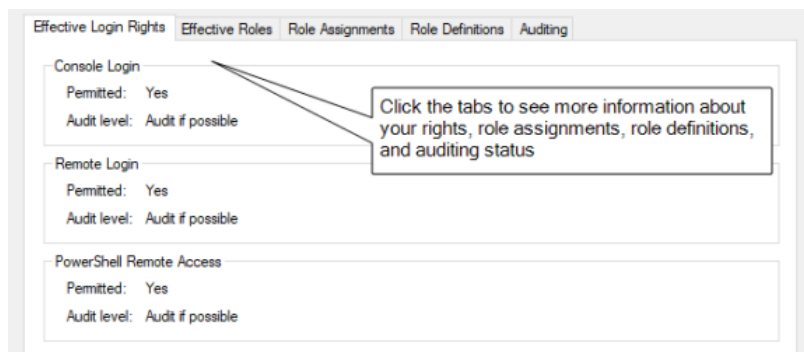 Effective Login Rights Effective Roles Role Assignments Role Definitions Auditing
Console Login
Permitted: Yes
Audit level: Audit if possible
Click the tabs to see more information about
your rights, role assignments, role definitions,
and auditing status
Remote Login
Permitted: Yes
Audit level: Audit if possible
PowerShell Remote Access
Permitted: Yes
Audit level: Audit if possible